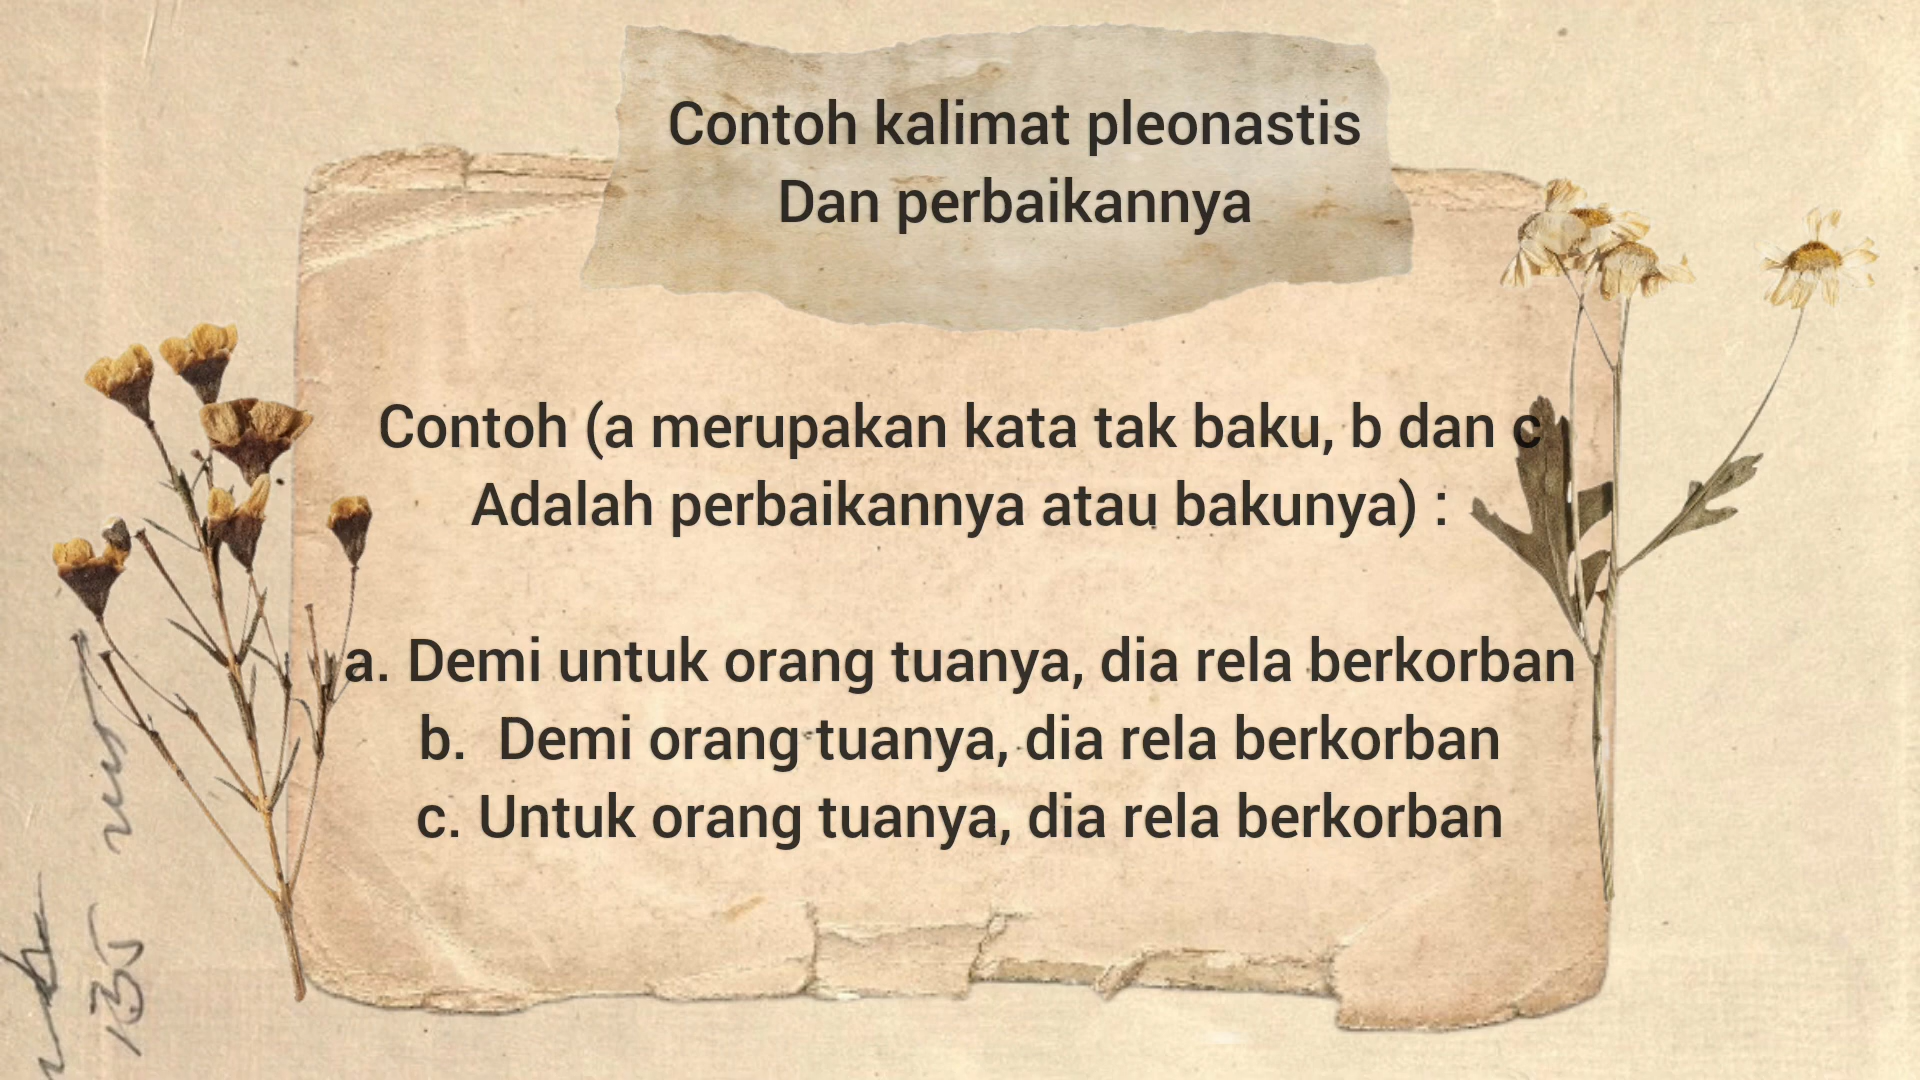 Contoh kalimat pleonastis
Dan perbaikannya
Contoh (a merupakan kata tak baku, b dan c
Adalah perbaikannya atau bakunya) :
a. Demi untuk orang tuanya, dia rela berkorban
b. Demi orang tuanya, dia rela berkorban
c. Untuk orang tuanya, dia rela berkorban